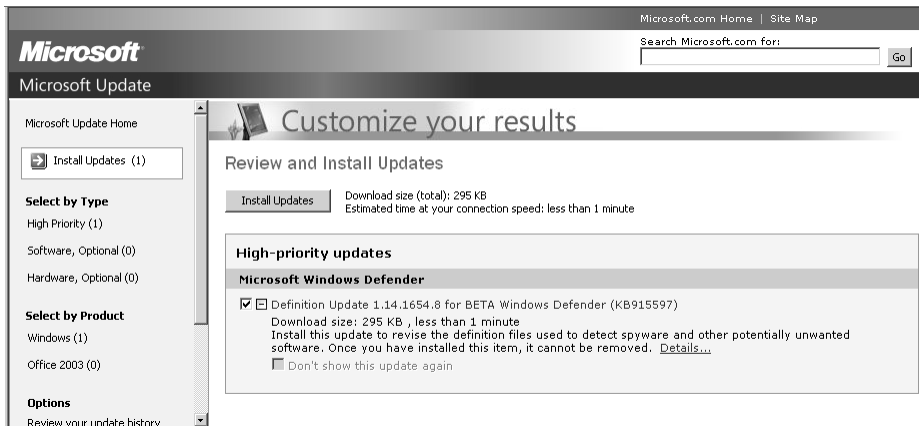 Microsoft.com Home | Site Map
Microsoft
Search Microsoft.com for:
Go
Microsoft Update
Microsoft Update Home
Install Updates (1)
Select by Type
High Priority (1)
Software, Optional (0)
Hardware, Optional (0)
Select by Product
Windows (1)
Office 2003 (0)
Options
Review your update history
Customize your results
Review and Install Updates
Install Updates
Download size (total): 295 KB
Estimated time at your connection speed: less than 1 minute
High-priority updates
Microsoft Windows Defender
Definition Update 1.14.1654.8 for BETA Windows Defender (KB915597)
Download size: 295 KB , less than 1 minute
Install this update to revise the definition files used to detect spyware and other potentially unwanted
software. Once you have installed this item, it cannot be removed. Details...
Don't show this update again